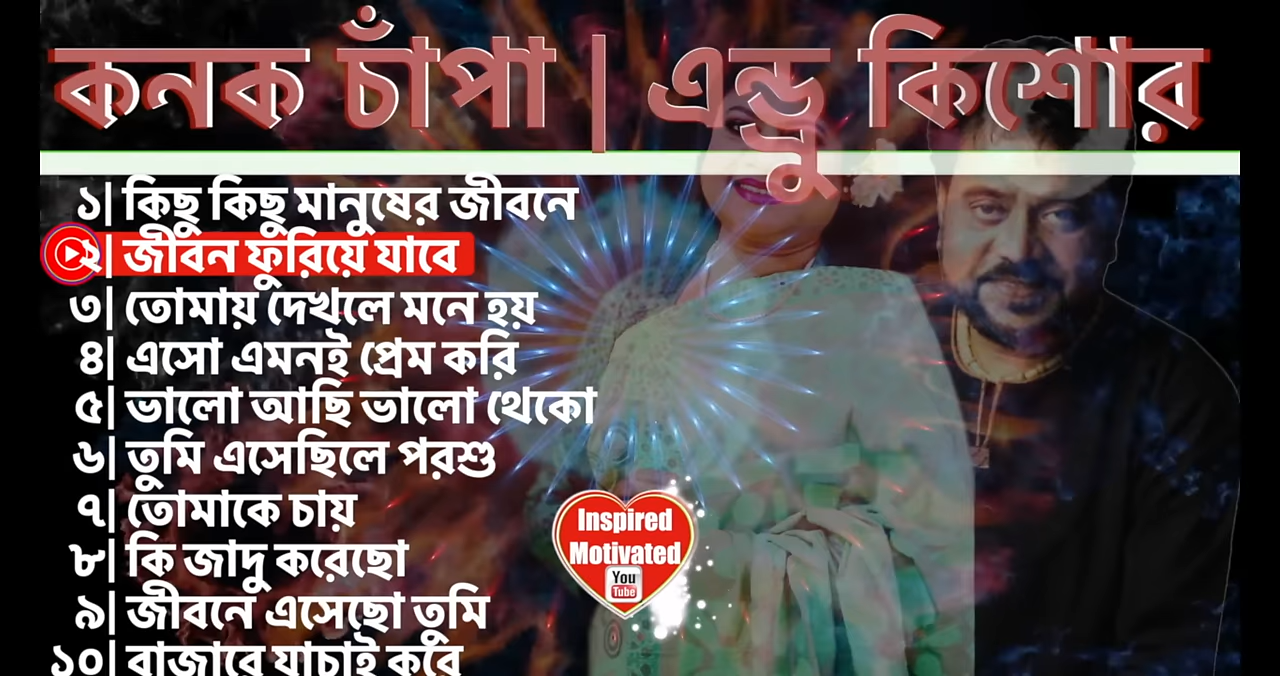 কনক চাঁপা | এন্ড্রু কিশোর
১| কিছু কিছু মানুষের জীবনে
২| জীবন ফুরিয়ে যাবে
৩| তোমায় দেখলে মনে হয়
৪| এসো এমনই প্রেম করি
৫| ভালো আছি ভালো থেকো
৬| তুমি এসেছিলে পরশু
৭| তোমাকে চায়
৮| কি জাদু করেছো
৯| জীবনে এসেছো তুমি
১০| বাজারে যাচাই করে
Inspired
Motivated
You
Tube